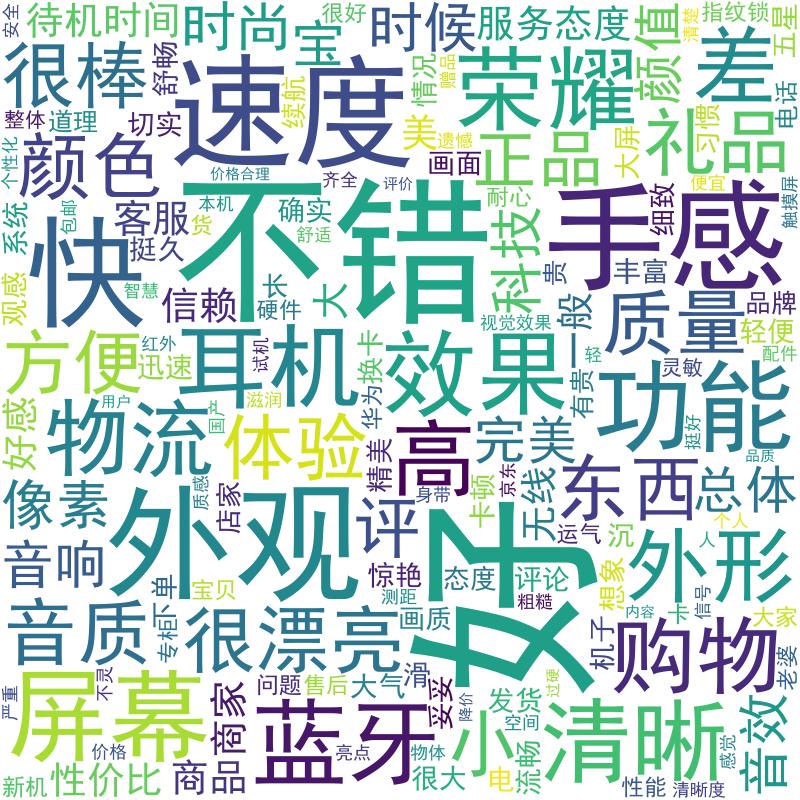 安全
待机时间
时尚
宝
很好
时候
服务态度
清楚
指纹锁
五星
很棒
舒畅
速度
续航
情况
赠品
荣耀
颜值
差
电话
整体
道理
切实
美
遗憾
正品
大屏
习惯
礼品
个性化
颜色
价格合理
齐全
评价
画面
耐心
细致
便宜
触摸屏
系统
包邮
客服
货
本机
确实
舒适
不错
科技
手感
快
挺久
观感
智慧
信赖
长
硬件
大
贵
丰富
质量
品牌
视觉效果
一般
轻便
方便
红外
迅速
耳机
试机
华为
换卡
效果
轻
有贵
灵敏
功能
配件
好感
物流
用户
国产
滋润
体验
精美
高
完美
挺好
品质
像素
质感
店家
外观
评
身带
卡顿
京东
无线
东西
总体
音响
运气
沉
个人
人
外形
惊艳
态度
评论
粗糙
想象
好
测距
宝贝
下单
专柜
音质
很漂亮
画质
内容
卡
信号
大家
机子
购物
老婆
严重
不灵
屏幕
商家
问题
售后
大气
妥妥
降价
发货
空画
过硬
清晰
音效
感觉
蓝牙
小
亮点
物体
价格
新机
性价比
商品
很大
电
流畅
性能
清晰度